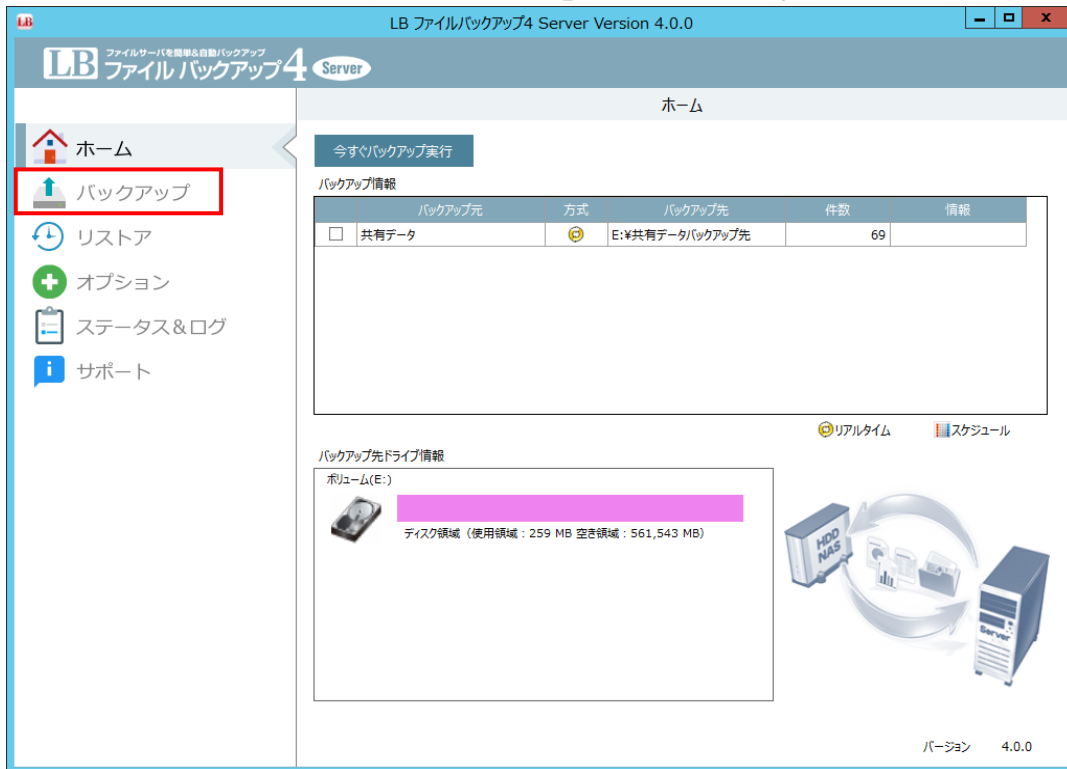 LB
LB ファイルバックアップ4 Server Version 4.0.0
LB ファイルサーバを簡単&自動バックアップ
ファイル バックアップ4 Server
ホーム
ホーム
バックアップ
リストア
オプション
ステータス&ログ
サポート
今すぐバックアップ実行
バックアップ情報
バックアップ元 方式 バックアップ先 件数 情報
共有データ E:¥共有データバックアップ先 69
リアルタイム スケジュール
バックアップ先ドライブ情報
ボリューム(E:)
ディスク領域（使用領域：259 MB 空き領域：561,543 MB）
HDD
NAS
Server
バージョン 4.0.0